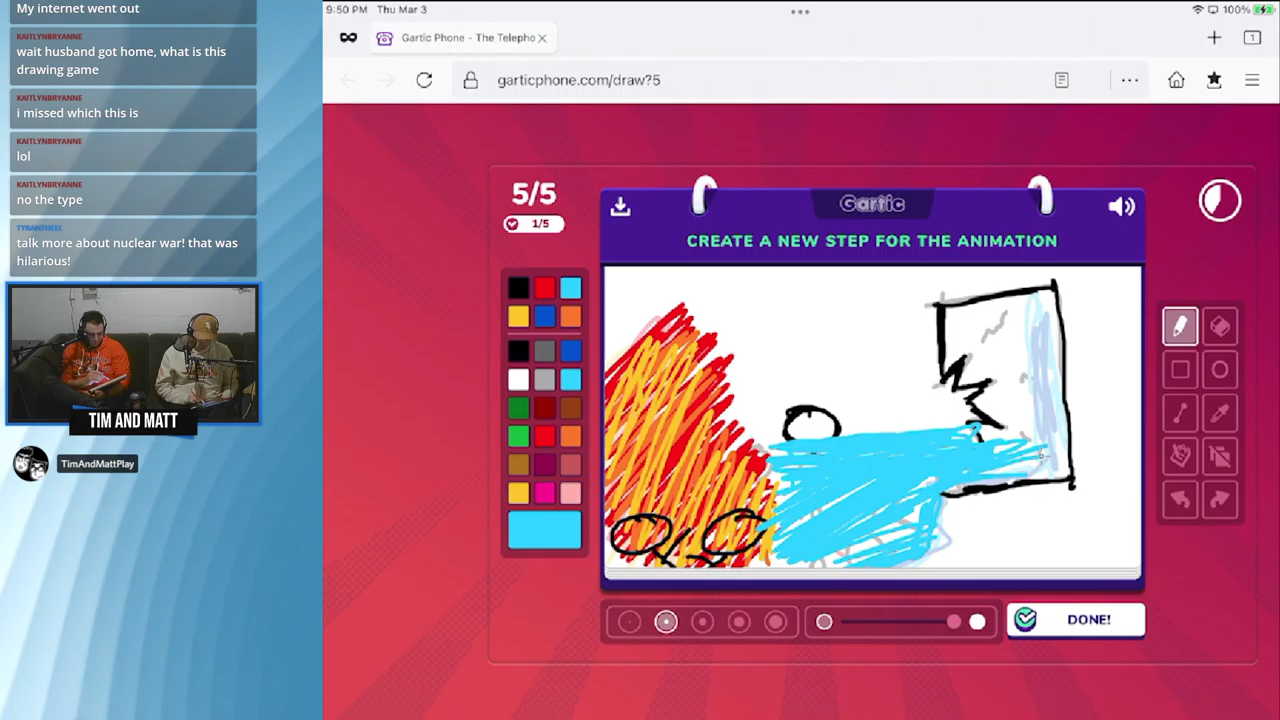 My internet went out
KAITLYNBRYANNE
wait husband got home, what is this
drawing game
KAITLYNBRYANNE
i missed which this is
KAITLYNBRYANNE
lol
KAITLYNBRYANNE
no the type
talk more about nuclear war! that was
hilarious!
TIM AND MATT
TimAndMattPlay
9:50 PM Thu Mar 3
100%
Gartic Phone - The Telepho
1
garticphone.com/draw?5
5/5
1/5
Gartic
CREATE A NEW STEP FOR THE ANIMATION
DONE!